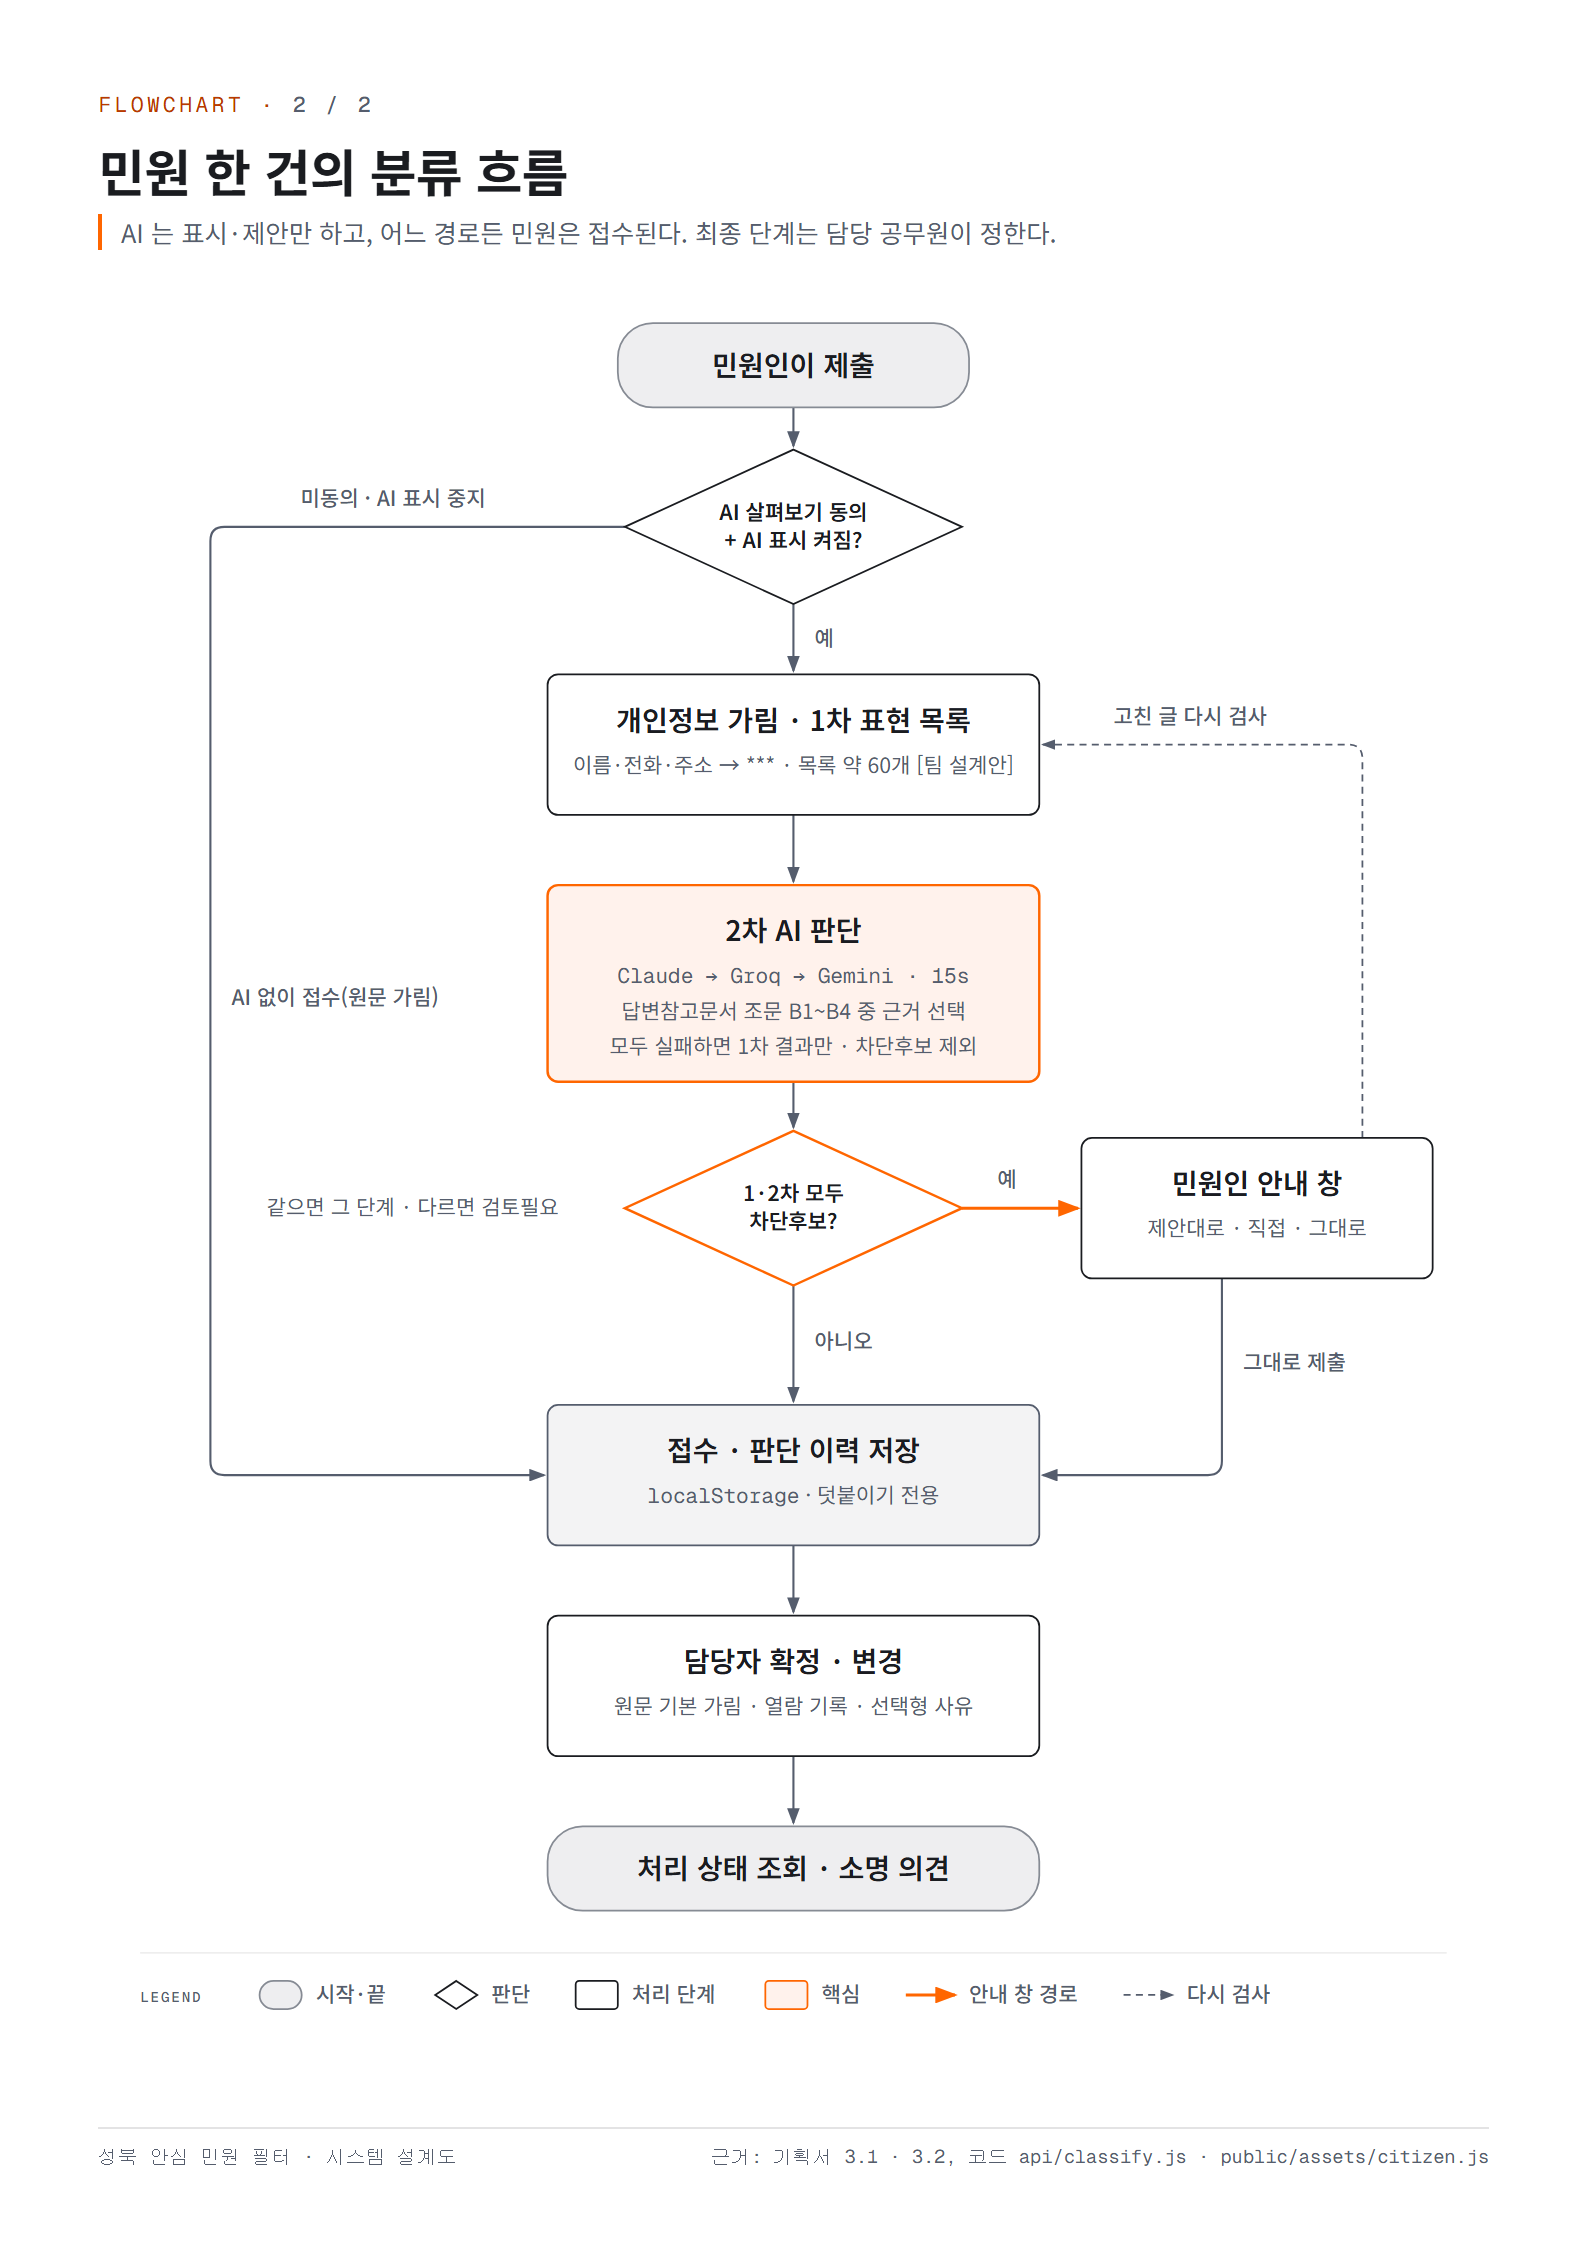 FLOWCHART · 2 / 2
민원 한 건의 분류 흐름
AI 는 표시·제안만 하고, 어느 경로든 민원은 접수된다. 최종 단계는 담당 공무원이 정한다.
민원인이 제출
미동의 · AI 표시 중지
AI 살펴보기 동의
+ AI 표시 켜짐?
예
개인정보 가림 · 1차 표현 목록
이름·전화·주소 → *** · 목록 약 60개 [팀 설계안]
고친 글 다시 검사
2차 AI 판단
Claude → Groq → Gemini · 15s
답변참고문서 조문 B1~B4 중 근거 선택
모두 실패하면 1차 결과만 · 차단후보 제외
AI 없이 접수(원문 가림)
같으면 그 단계 · 다르면 검토필요
1·2차 모두
차단후보?
예
민원인 안내 창
제안대로 · 직접 · 그대로
아니오
그대로 제출
접수 · 판단 이력 저장
localStorage · 덧붙이기 전용
담당자 확정 · 변경
원문 기본 가림 · 열람 기록 · 선택형 사유
처리 상태 조회 · 소명 의견
LEGEND 시작·끝 판단 처리 단계 핵심 안내 창 경로 다시 검사
성북 안심 민원 필터 · 시스템 설계도
근거: 기획서 3.1 · 3.2, 코드 api/classify.js · public/assets/citizen.js